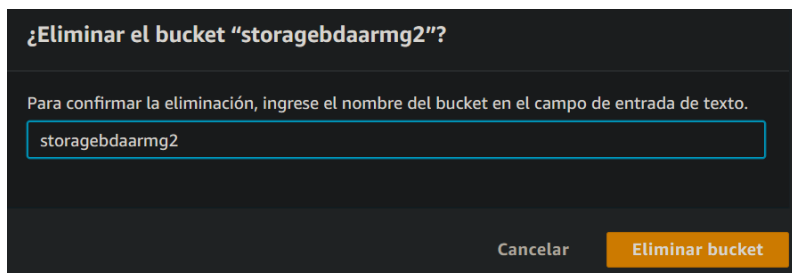 ¿Eliminar el bucket “storagebdaarmg2”?
Para confirmar la eliminación, ingrese el nombre del bucket en el campo de entrada de texto.
storagebdaarmg2
Cancelar Eliminar bucket